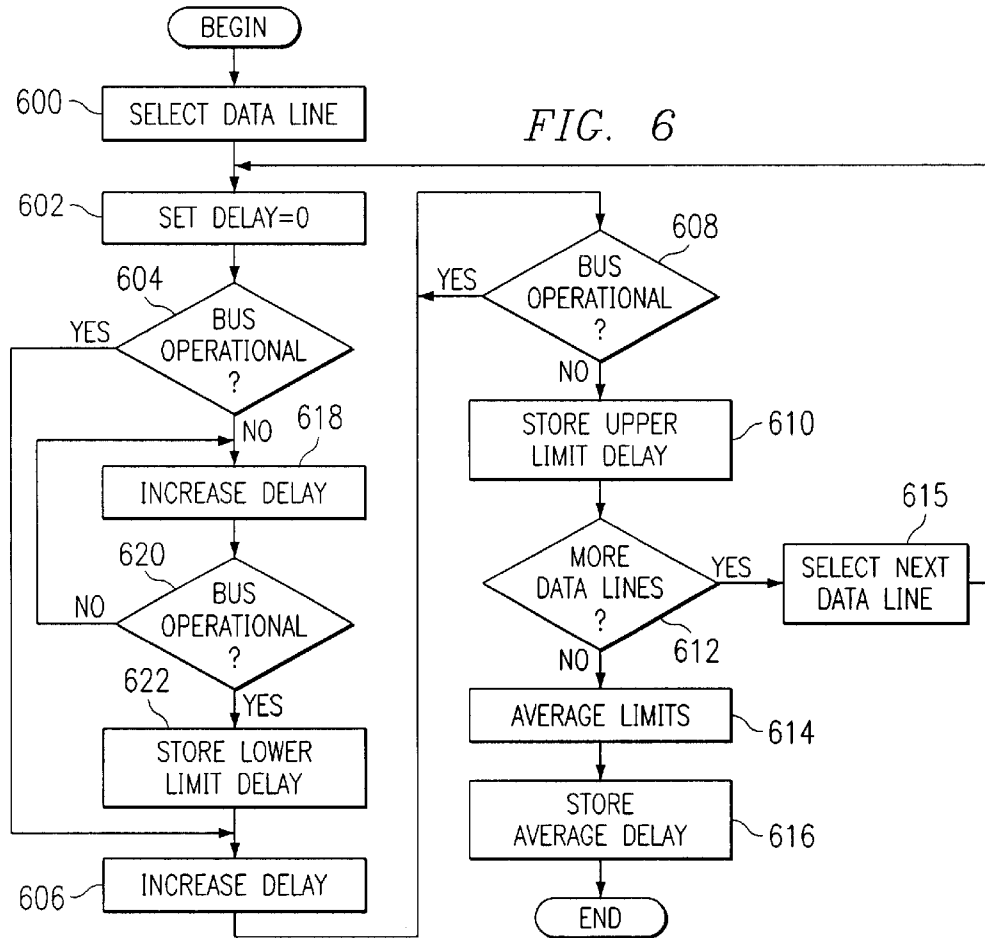 BEGIN
600
SELECT DATA LINE
FIG. 6
602
SET DELAY=0
604
BUS
OPERATIONAL
?
YES
NO
618
INCREASE DELAY
620
BUS
OPERATIONAL
?
NO
YES
622
STORE LOWER
LIMIT DELAY
606
INCREASE DELAY
608
BUS
OPERATIONAL
?
YES
NO
STORE UPPER
LIMIT DELAY
610
MORE
DATA LINES
?
612
YES
615
SELECT NEXT
DATA LINE
NO
AVERAGE LIMITS
614
STORE
AVERAGE DELAY
616
END